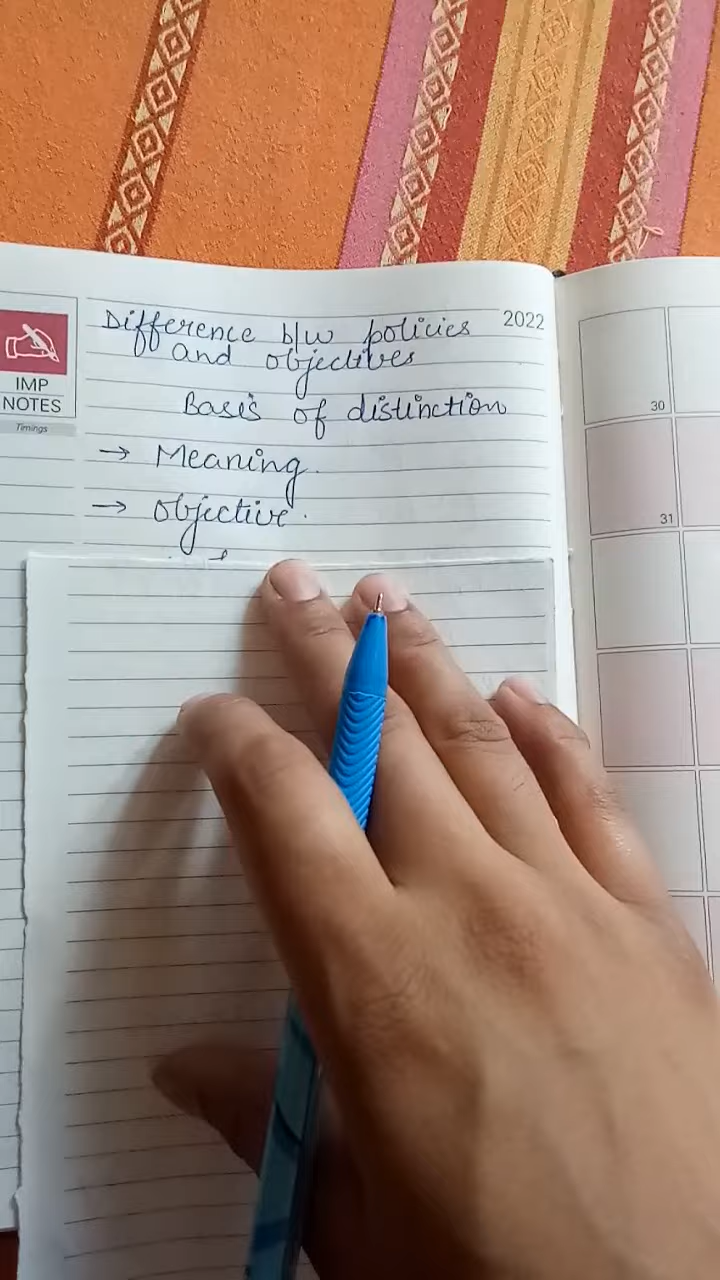 Difference b/w policies
and objectives
2022
IMP
NOTES
Timings
Basis of distinction
→ Meaning.
→ objective.
30
31